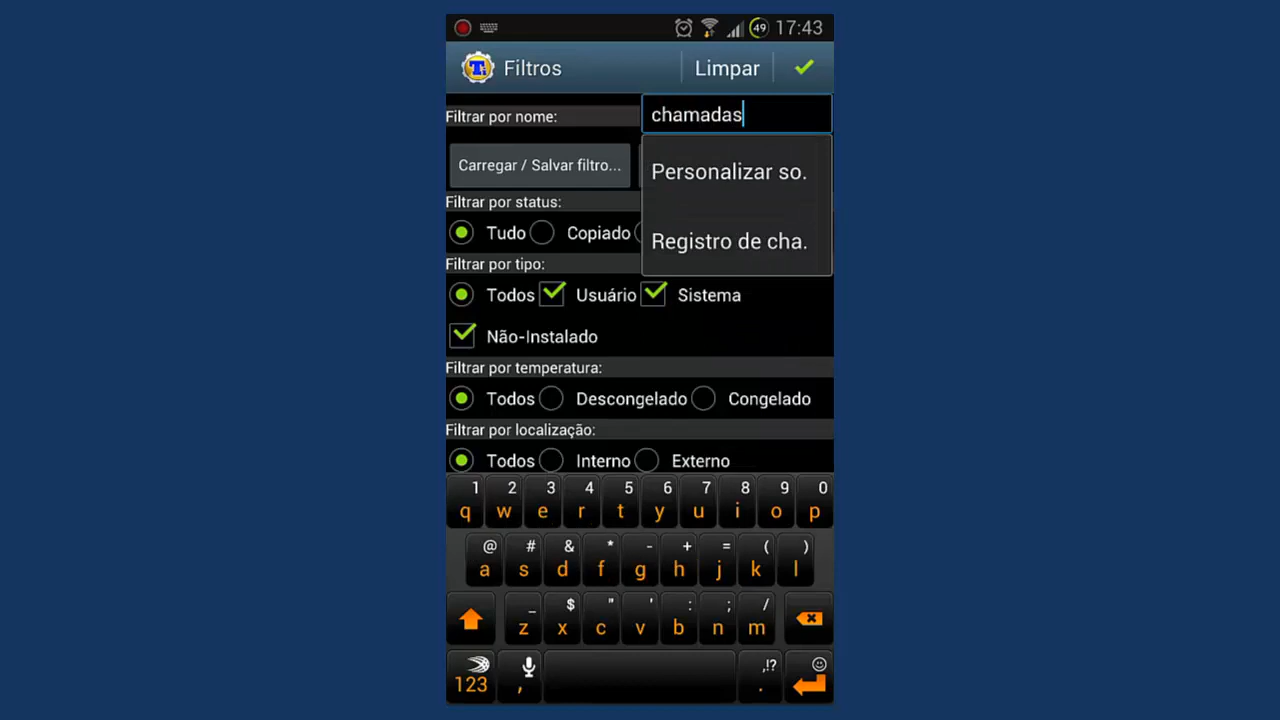 49 17:43
Filtros Limpar
Filtrar por nome: chamadas
Carregar / Salvar filtro... Personalizar so.
Filtrar por status:
Tudo Copiado Registro de cha.
Filtrar por tipo:
Todos Usuário Sistema
Não-Instalado
Filtrar por temperatura:
Todos Descongelado Congelado
Filtrar por localização:
Todos Interno Externo
1 2 3 4 5 6 7 8 9 0
q w e r t y u i o p
@ # & * - + = ( )
a s d f g h j k l
_ $ " ' : ; /
z x c v b n m
,!?
123 , .